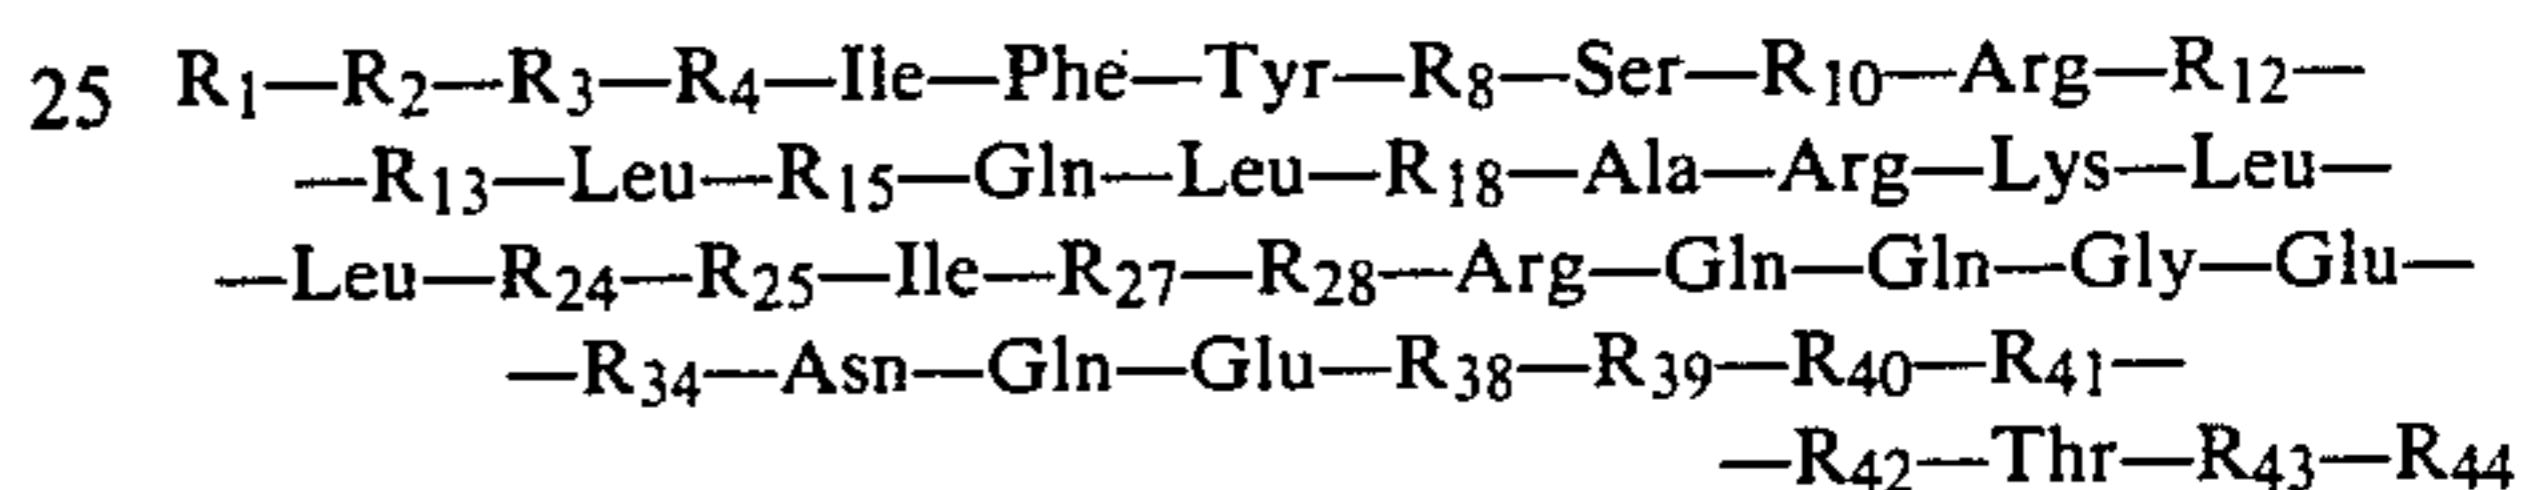 25 R₁—R₂—R₃—R₄—Ile—Phe—Tyr—R₈—Ser—R₁₀—Arg—R₁₂—
—R₁₃—Leu—R₁₅—Gln—Leu—R₁₈—Ala—Arg—Lys—Leu—
—Leu—R₂₄—R₂₅—Ile—R₂₇—R₂₈—Arg—Gln—Gln—Gly—Glu—
—R₃₄—Asn—Gln—Glu—R₃₈—R₃₉—R₄₀—R₄₁—
—R₄₂—Thr—R₄₃—R₄₄